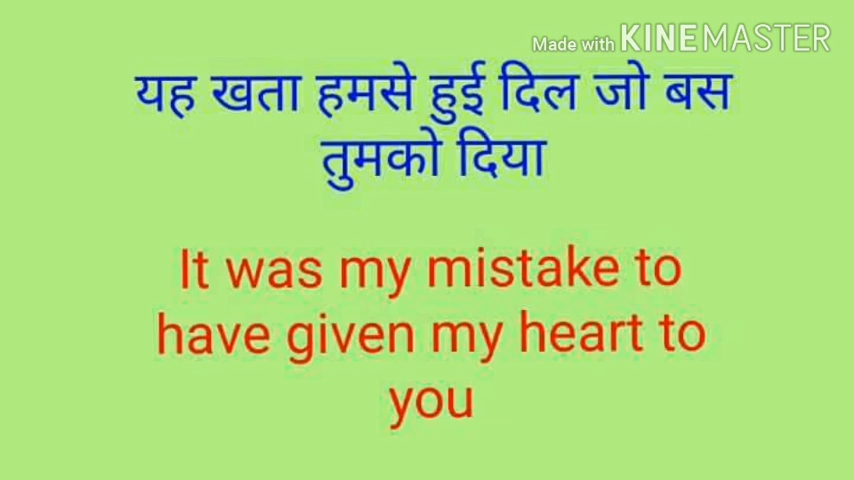 Made with KINEMASTER
यह खता हमसे हुई दिल जो बस
तुमको दिया
It was my mistake to
have given my heart to
you